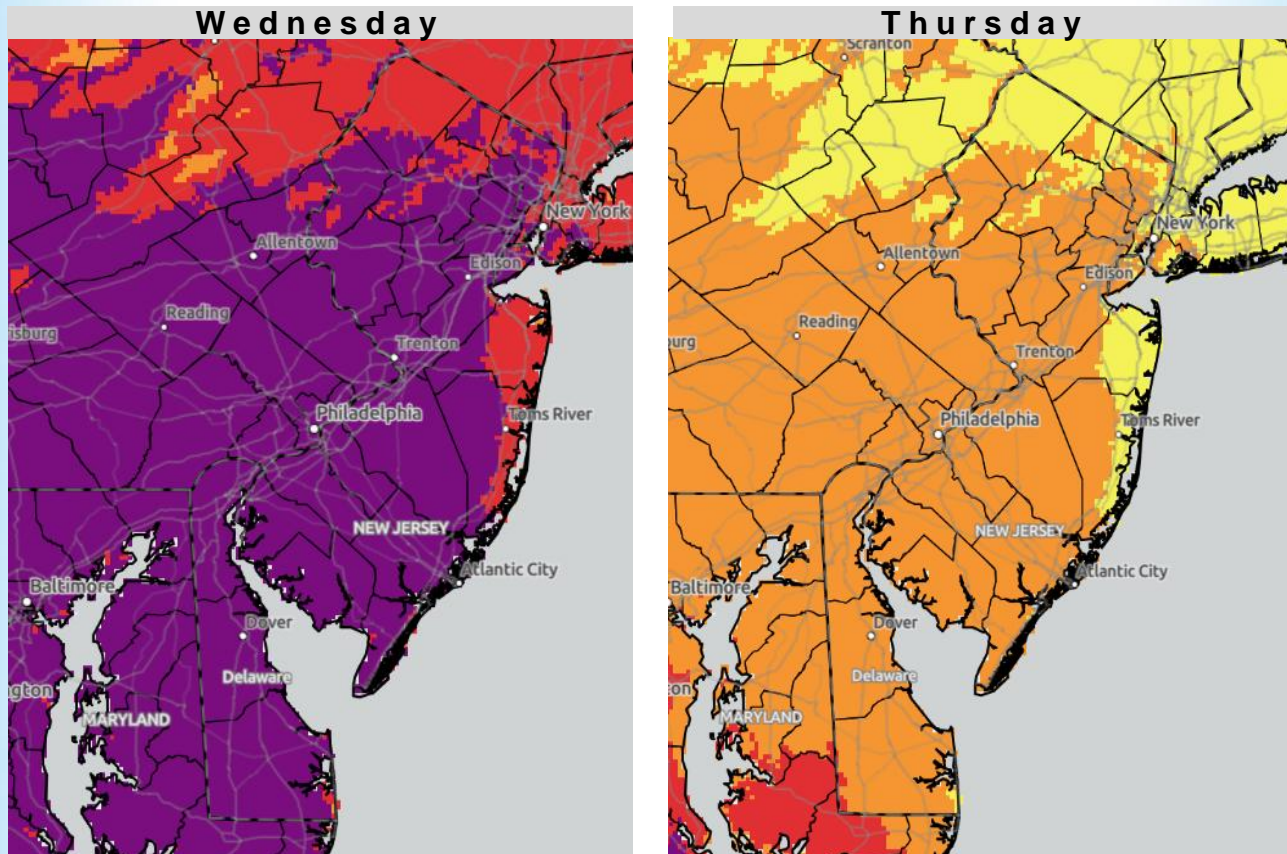 Wednesday
New York
Allentown
Edison
Reading
risburg
Trenton
Philadelphia
Toms River
NEW JERSEY
Baltimore
Atlantic City
Dover
Delaware
ngton
MARYLAND
Thursday
Scranton
New York
Allentown
Edison
Reading
burg
Trenton
Philadelphia
Toms River
NEW JERSEY
Baltimore
Atlantic City
Dover
Delaware
ton
MARYLAND